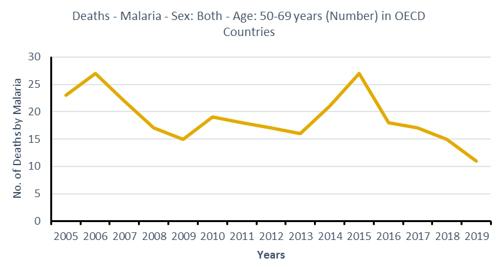 Deaths - Malaria - Sex: Both - Age: 50-69 years (Number) in OECD
Countries
No. of Deaths by Malaria
30
25
20
15
10
5
0
2005 2006 2007 2008 2009 2010 2011 2012 2013 2014 2015 2016 2017 2018 2019
Years